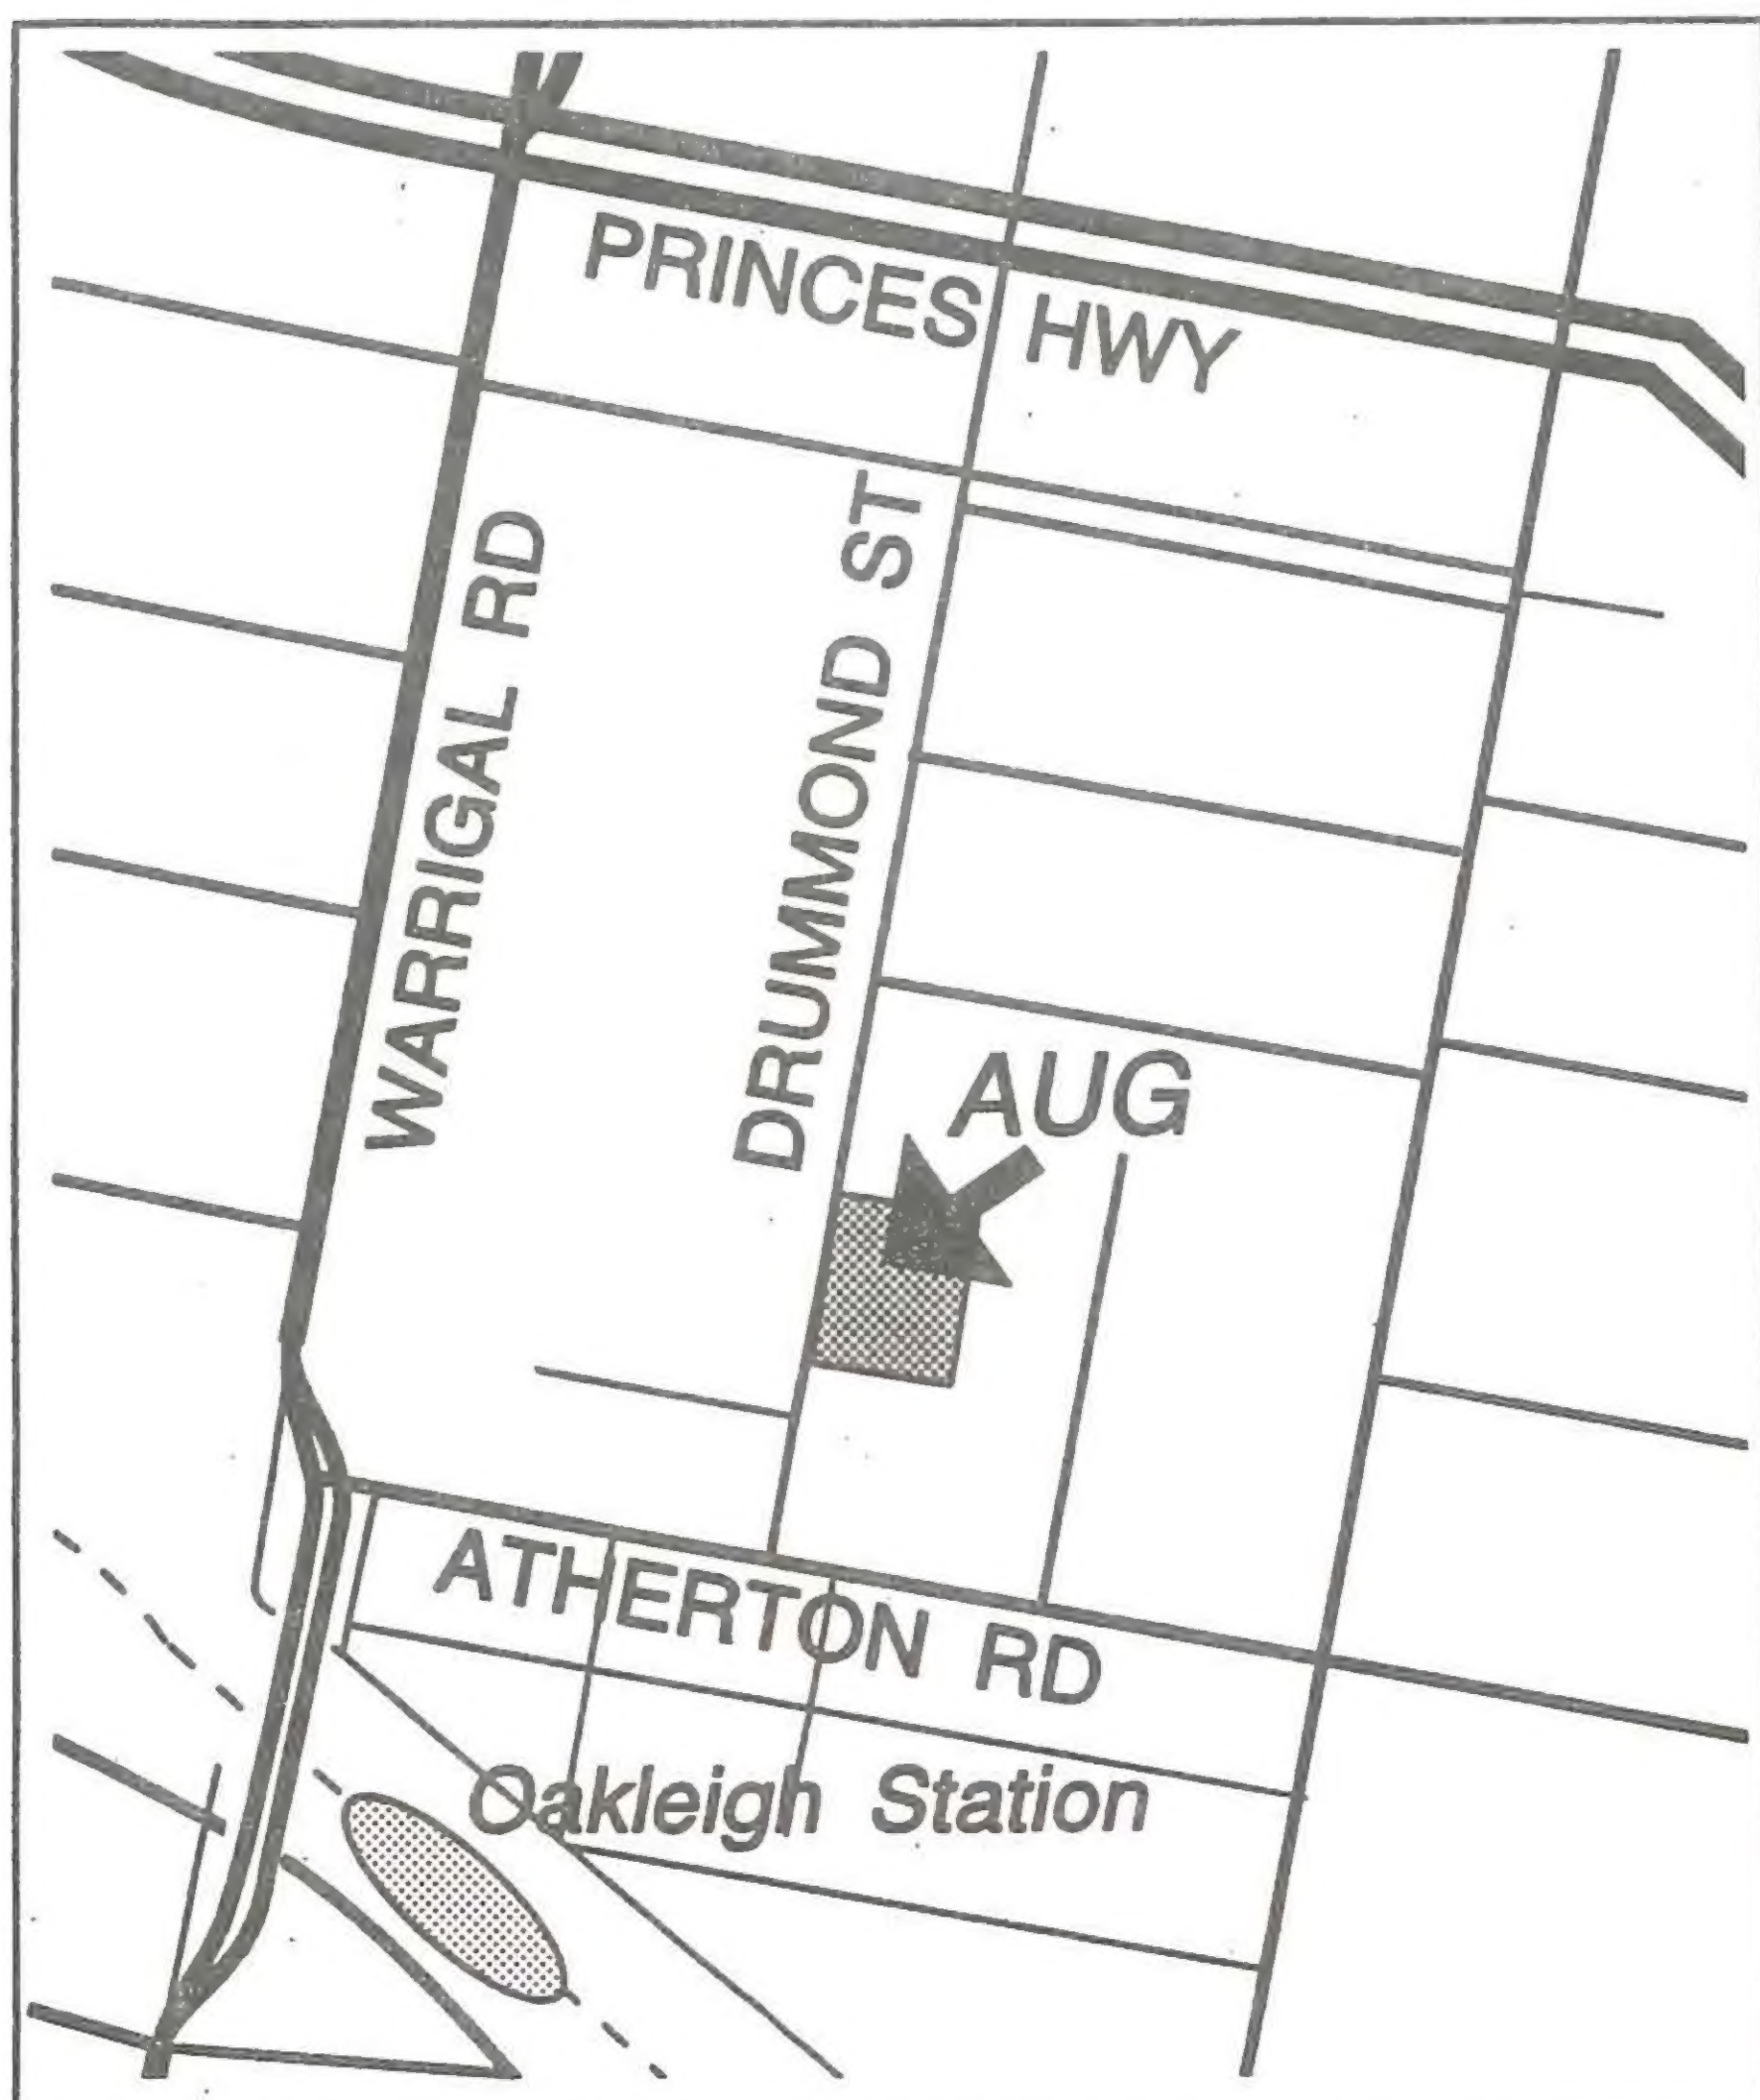 PRINCES HWY
WARRIGAL RD
DRUMMOND ST
AUG
ATHERTON RD
Oakleigh Station